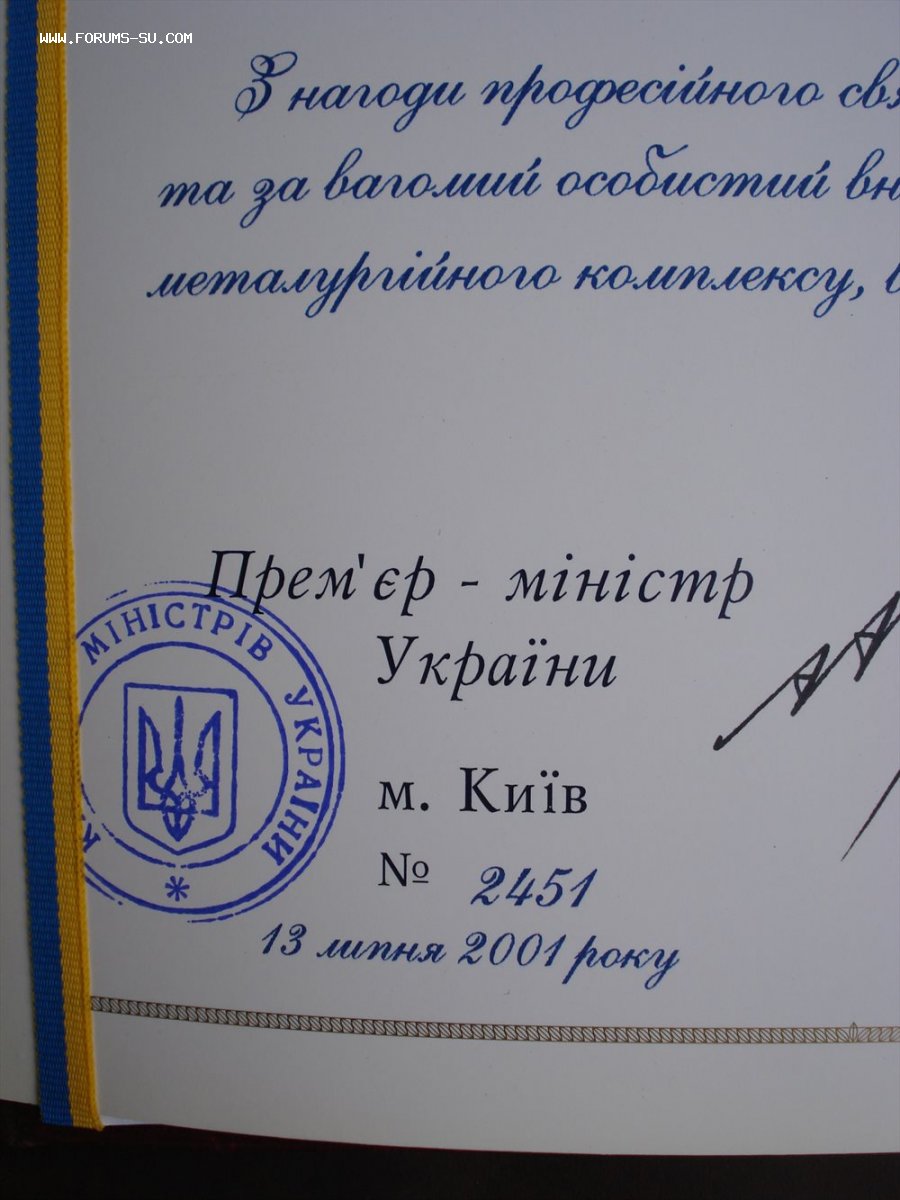 www.forums-su.com
З нагоди професійного свя
та за вагомий особистий вн
металургійного комплексу, в
Прем'єр - міністр
України
МІНІСТРІВ УКРАЇНИ
м. Київ
№ 2451
13 липня 2001 року